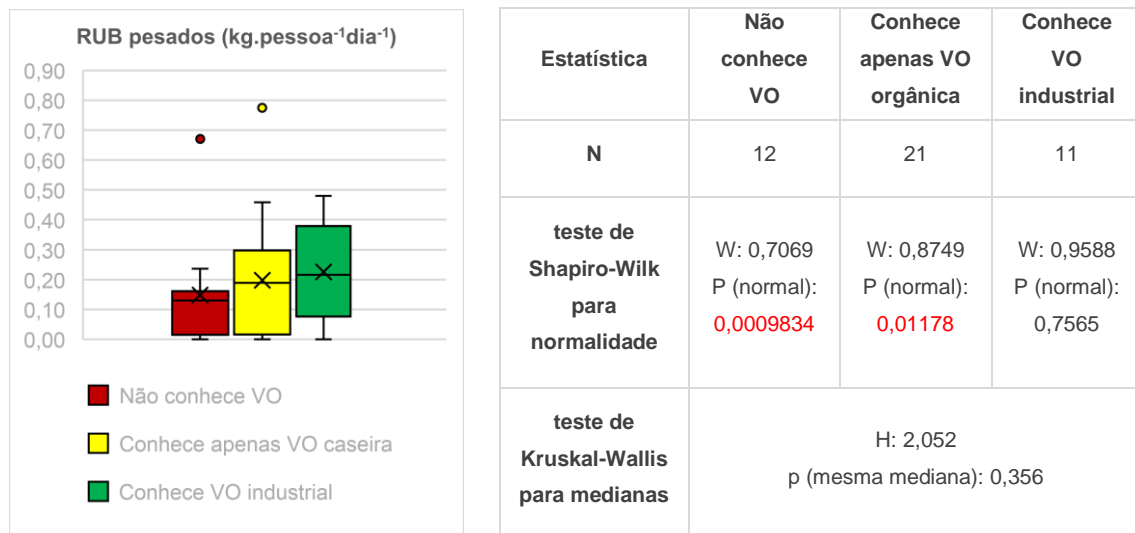 RUB pesados (kg.pessoa⁻¹dia⁻¹)
0,90
0,80
0,70
0,60
0,50
0,40
0,30
0,20
0,10
0,00
Não conhece VO
Conhece apenas VO caseira
Conhece VO industrial
Estatística
Não
conhece
VO
Conhece
apenas VO
orgânica
Conhece
VO
industrial
N
12
21
11
teste de
Shapiro-Wilk
para
normalidade
W: 0,7069
P (normal):
0,0009834
W: 0,8749
P (normal):
0,01178
W: 0,9588
P (normal):
0,7565
teste de
Kruskal-Wallis
para medianas
H: 2,052
p (mesma mediana): 0,356